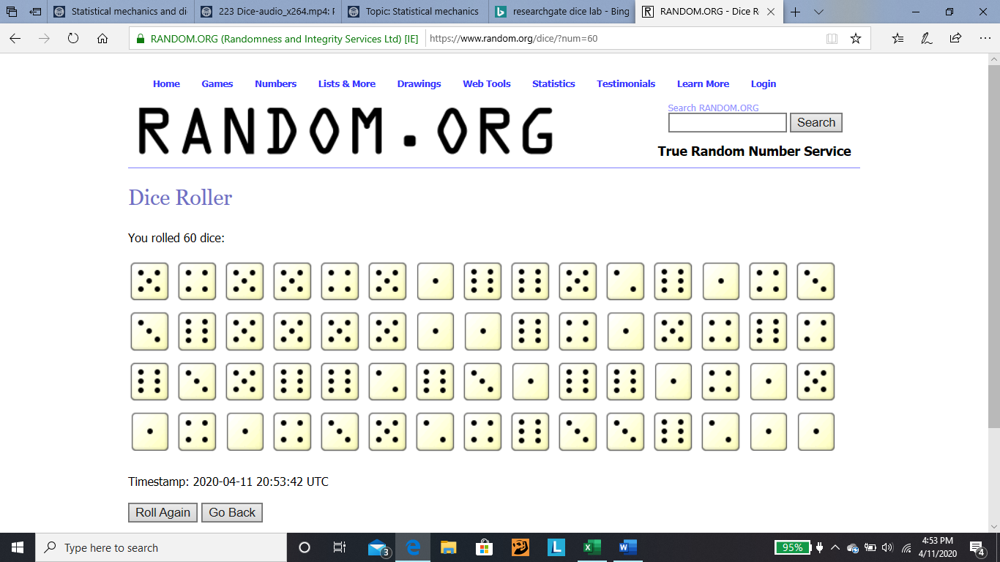 Statistical mechanics and di
223 Dice-audio_x264.mp4: F
Topic: Statistical mechanics
researchgate dice lab - Bing
RANDOM.ORG - Dice R
RANDOM.ORG (Randomness and Integrity Services Ltd) [IE]
https://www.random.org/dice/?num=60
Home Games Numbers Lists & More Drawings Web Tools Statistics Testimonials Learn More Login
RANDOM.ORG
Search RANDOM.ORG
Search
True Random Number Service
Dice Roller
You rolled 60 dice:
Timestamp: 2020-04-11 20:53:42 UTC
Roll Again Go Back
Type here to search
3
L
95%
4:53 PM
4/11/2020
4